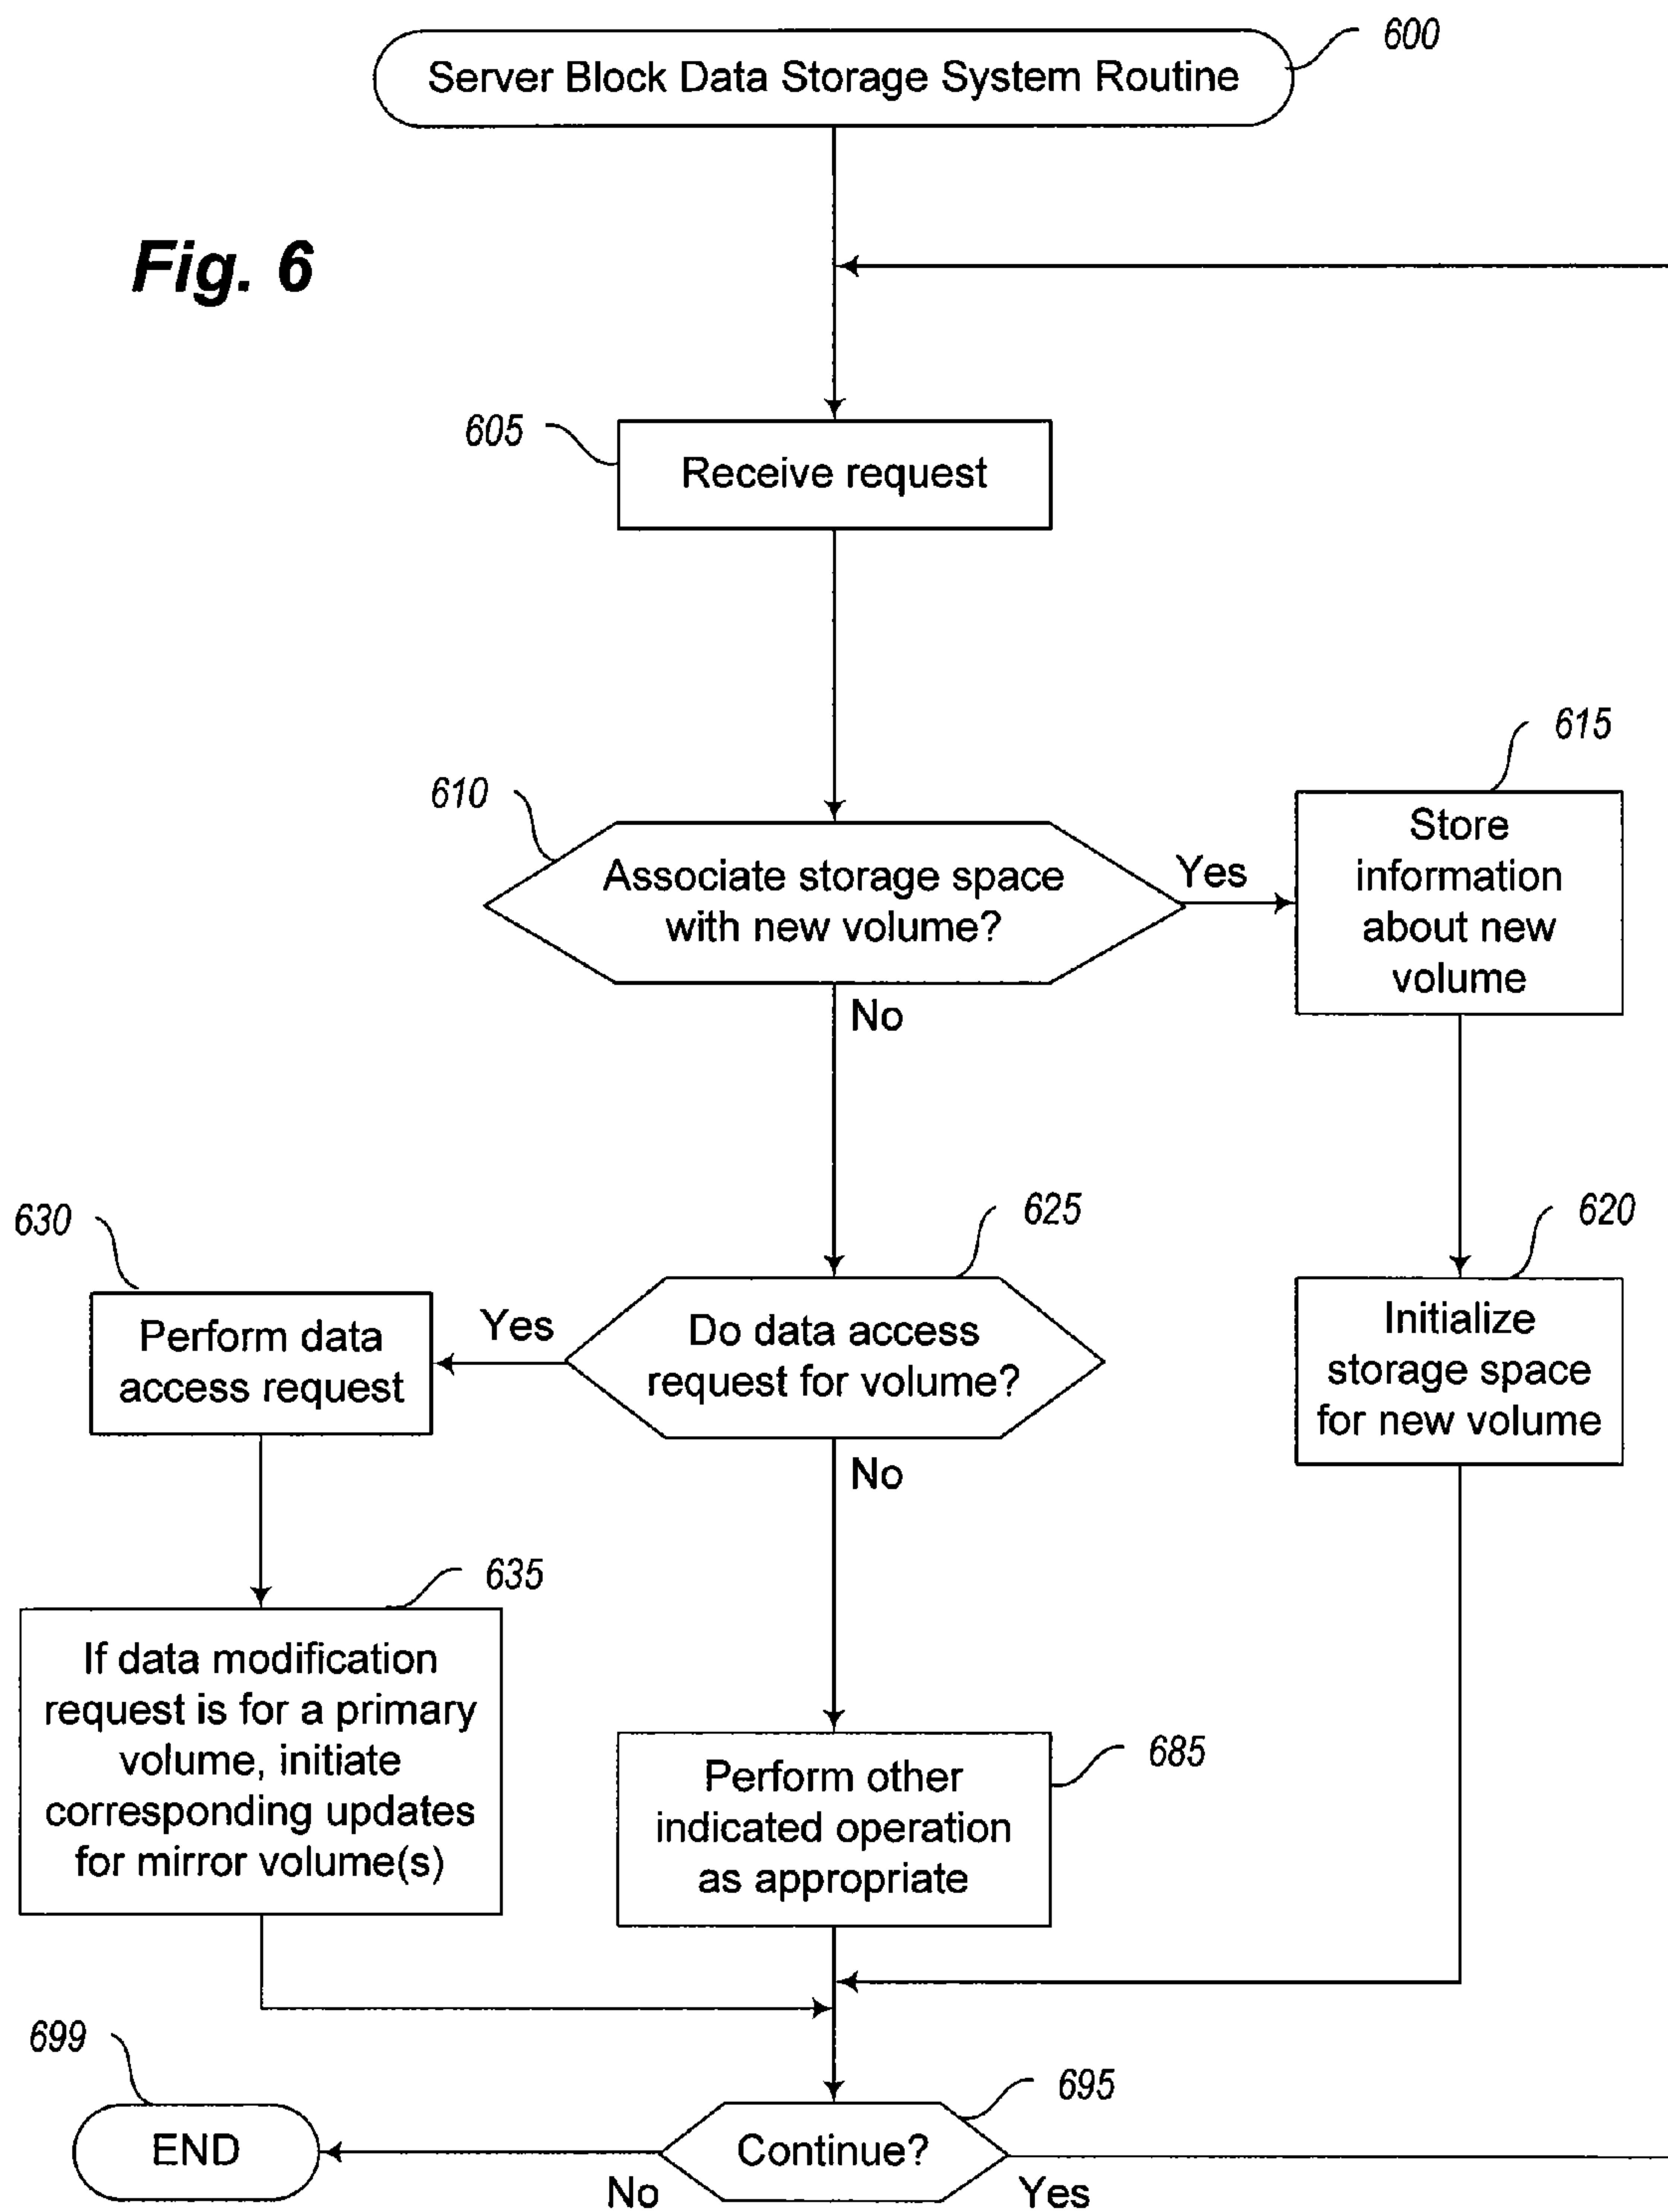 600
Server Block Data Storage System Routine
Fig. 6
605
Receive request
610
Associate storage space
with new volume?
Yes
No
615
Store
information
about new
volume
620
Initialize
storage space
for new volume
625
Do data access
request for volume?
Yes
No
630
Perform data
access request
635
If data modification
request is for a primary
volume, initiate
corresponding updates
for mirror volume(s)
685
Perform other
indicated operation
as appropriate
695
Continue?
No
Yes
699
END